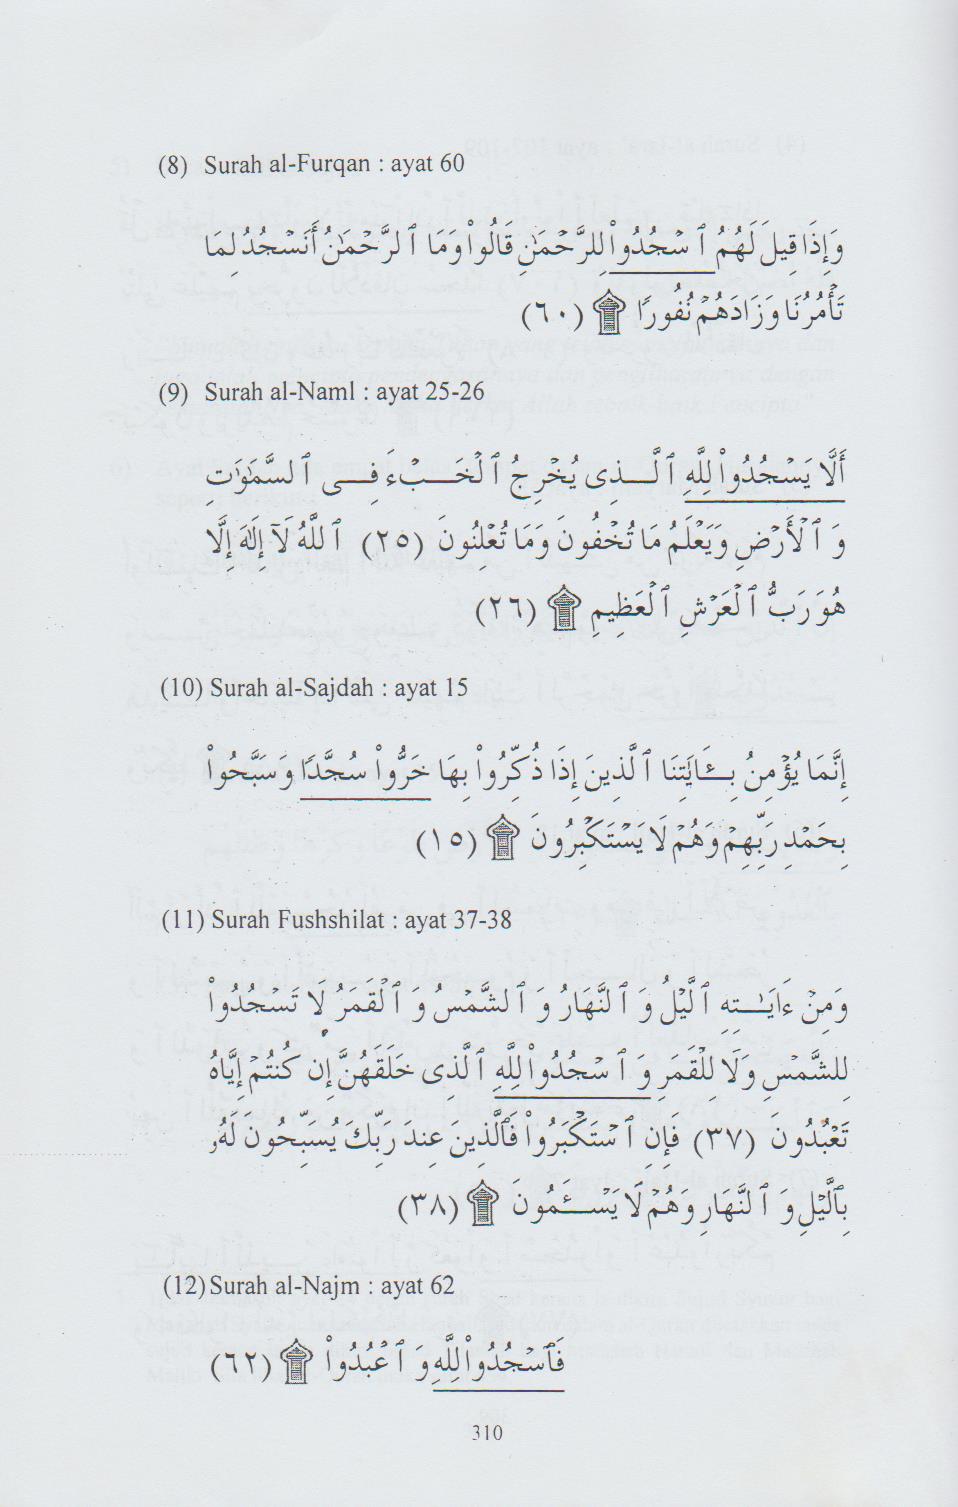 (8) Surah al-Furqan : ayat 60
وَإِذَا قِيلَ لَهُمُ ٱسْجُدُوا۟ لِلرَّحْمَـٰنِ قَالُوا۟ وَمَا ٱلرَّحْمَـٰنُ أَنَسْجُدُ لِمَا
تَأْمُرُنَا وَزَادَهُمْ نُفُورًا ۩ (٦٠)
(9) Surah al-Naml : ayat 25-26
أَلَّا يَسْجُدُوا۟ لِلَّهِ ٱلَّذِى يُخْرِجُ ٱلْخَبْءَ فِى ٱلسَّمَـٰوَٰتِ
وَٱلْأَرْضِ وَيَعْلَمُ مَا تُخْفُونَ وَمَا تُعْلِنُونَ (٢٥) ٱللَّهُ لَآ إِلَـٰهَ إِلَّا
هُوَ رَبُّ ٱلْعَرْشِ ٱلْعَظِيمِ ۩ (٢٦)
(10) Surah al-Sajdah : ayat 15
إِنَّمَا يُؤْمِنُ بِـَٔايَـٰتِنَا ٱلَّذِينَ إِذَا ذُكِّرُوا۟ بِهَا خَرُّوا۟ سُجَّدًا وَسَبَّحُوا۟
بِحَمْدِ رَبِّهِمْ وَهُمْ لَا يَسْتَكْبِرُونَ ۩ (١٥)
(11) Surah Fushshilat : ayat 37-38
وَمِنْ ءَايَـٰتِهِ ٱلَّيْلُ وَٱلنَّهَارُ وَٱلشَّمْسُ وَٱلْقَمَرُ لَا تَسْجُدُوا۟
لِلشَّمْسِ وَلَا لِلْقَمَرِ وَٱسْجُدُوا۟ لِلَّهِ ٱلَّذِى خَلَقَهُنَّ إِن كُنتُمْ إِيَّاهُ
تَعْبُدُونَ (٣٧) فَإِنِ ٱسْتَكْبَرُوا۟ فَٱلَّذِينَ عِندَ رَبِّكَ يُسَبِّحُونَ لَهُۥ
بِٱلَّيْلِ وَٱلنَّهَارِ وَهُمْ لَا يَسْـَٔمُونَ ۩ (٣٨)
(12) Surah al-Najm : ayat 62
فَٱسْجُدُوا۟ لِلَّهِ وَٱعْبُدُوا۟ ۩ (٦٢)
310